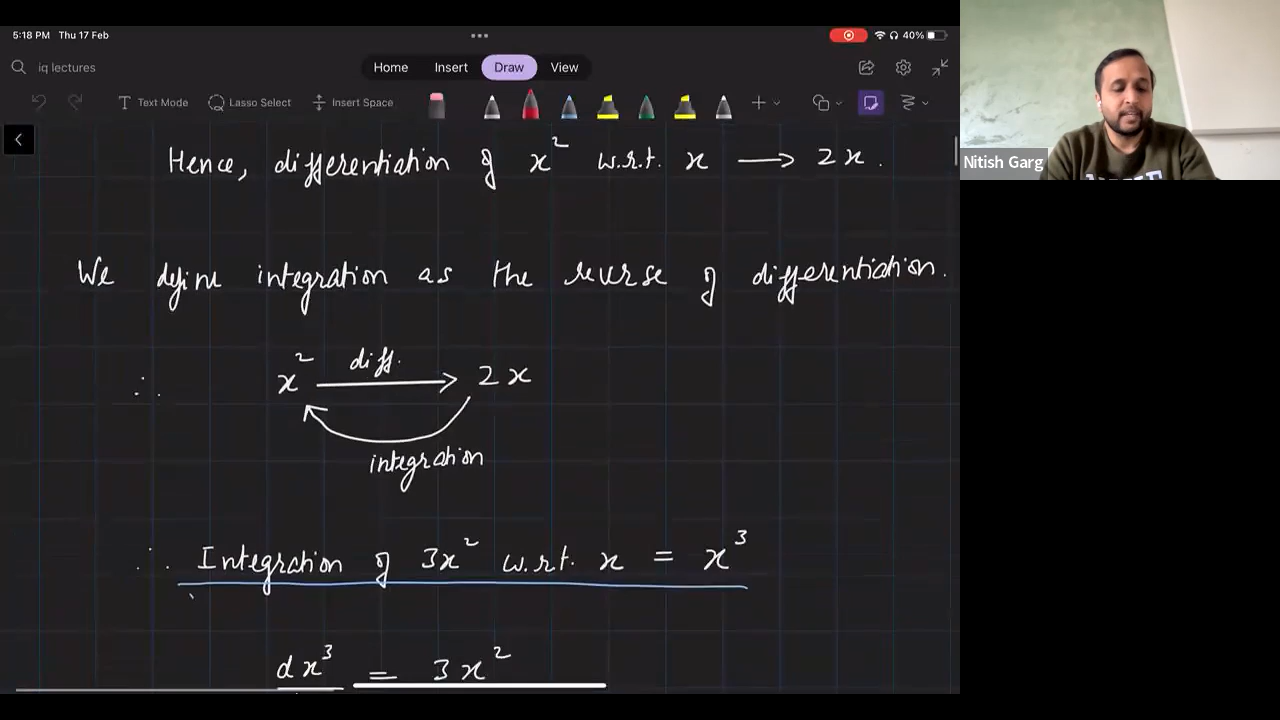 5:18 PM Thu 17 Feb
40%
iq lectures
Home Insert Draw View
Text Mode Lasso Select Insert Space
Nitish Garg
Hence, differentiation of x² w.r.t. x → 2x.
We define integration as the reverse of differentiation.
∴ x² diff. → 2x
integration
∴ Integration of 3x² w.r.t. x = x³
dx³ = 3x²